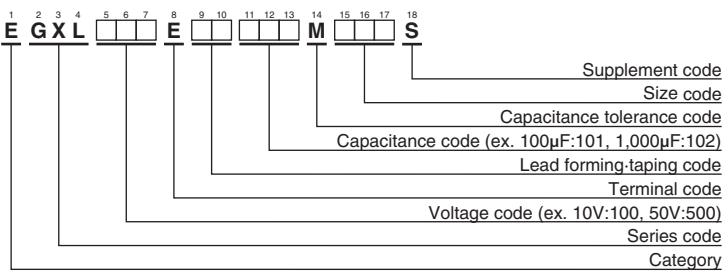 1 2 3 4 5 6 7 8 9 10 11 12 13 14 15 16 17 18
E G X L E M S
Supplement code
Size code
Capacitance tolerance code
Capacitance code (ex. 100µF:101, 1,000µF:102)
Lead forming·taping code
Terminal code
Voltage code (ex. 10V:100, 50V:500)
Series code
Category